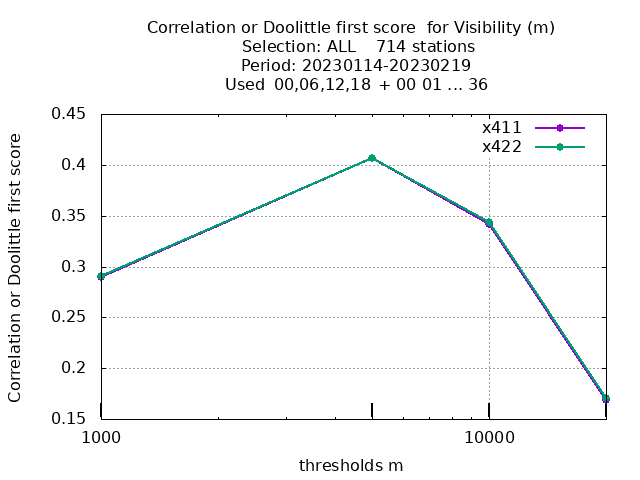 Correlation or Doolittle first score  for Visibility (m)
Selection: ALL    714 stations
Period: 20230114-20230219
Used  00,06,12,18  + 00 01 ... 36
x411
x422
0.45
0.4
0.35
0.3
0.25
0.2
0.15
Correlation or Doolittle first score
1000
10000
thresholds m